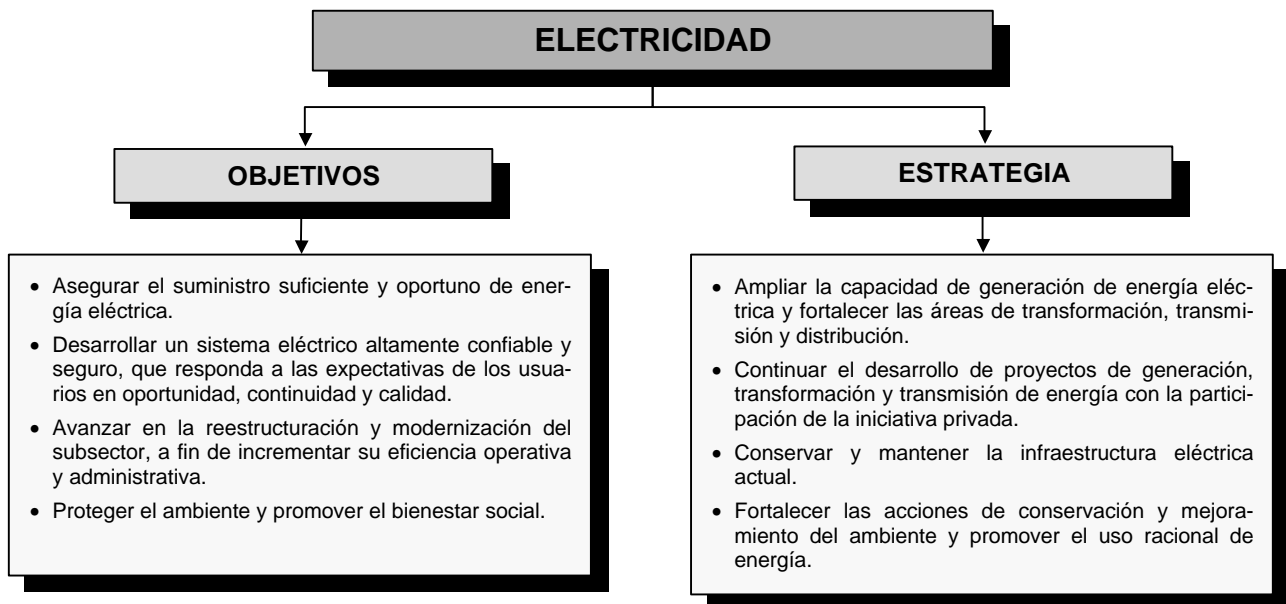 ELECTRICIDAD
OBJETIVOS
• Asegurar el suministro suficiente y oportuno de ener-
gía eléctrica.
• Desarrollar un sistema eléctrico altamente confiable y
seguro, que responda a las expectativas de los usua-
rios en oportunidad, continuidad y calidad.
• Avanzar en la reestructuración y modernización del
subsector, a fin de incrementar su eficiencia operativa
y administrativa.
• Proteger el ambiente y promover el bienestar social.
ESTRATEGIA
• Ampliar la capacidad de generación de energía eléc-
trica y fortalecer las áreas de transformación, transmi-
sión y distribución.
• Continuar el desarrollo de proyectos de generación,
transformación y transmisión de energía con la partici-
pación de la iniciativa privada.
• Conservar y mantener la infraestructura eléctrica
actual.
• Fortalecer las acciones de conservación y mejora-
miento del ambiente y promover el uso racional de
energía.